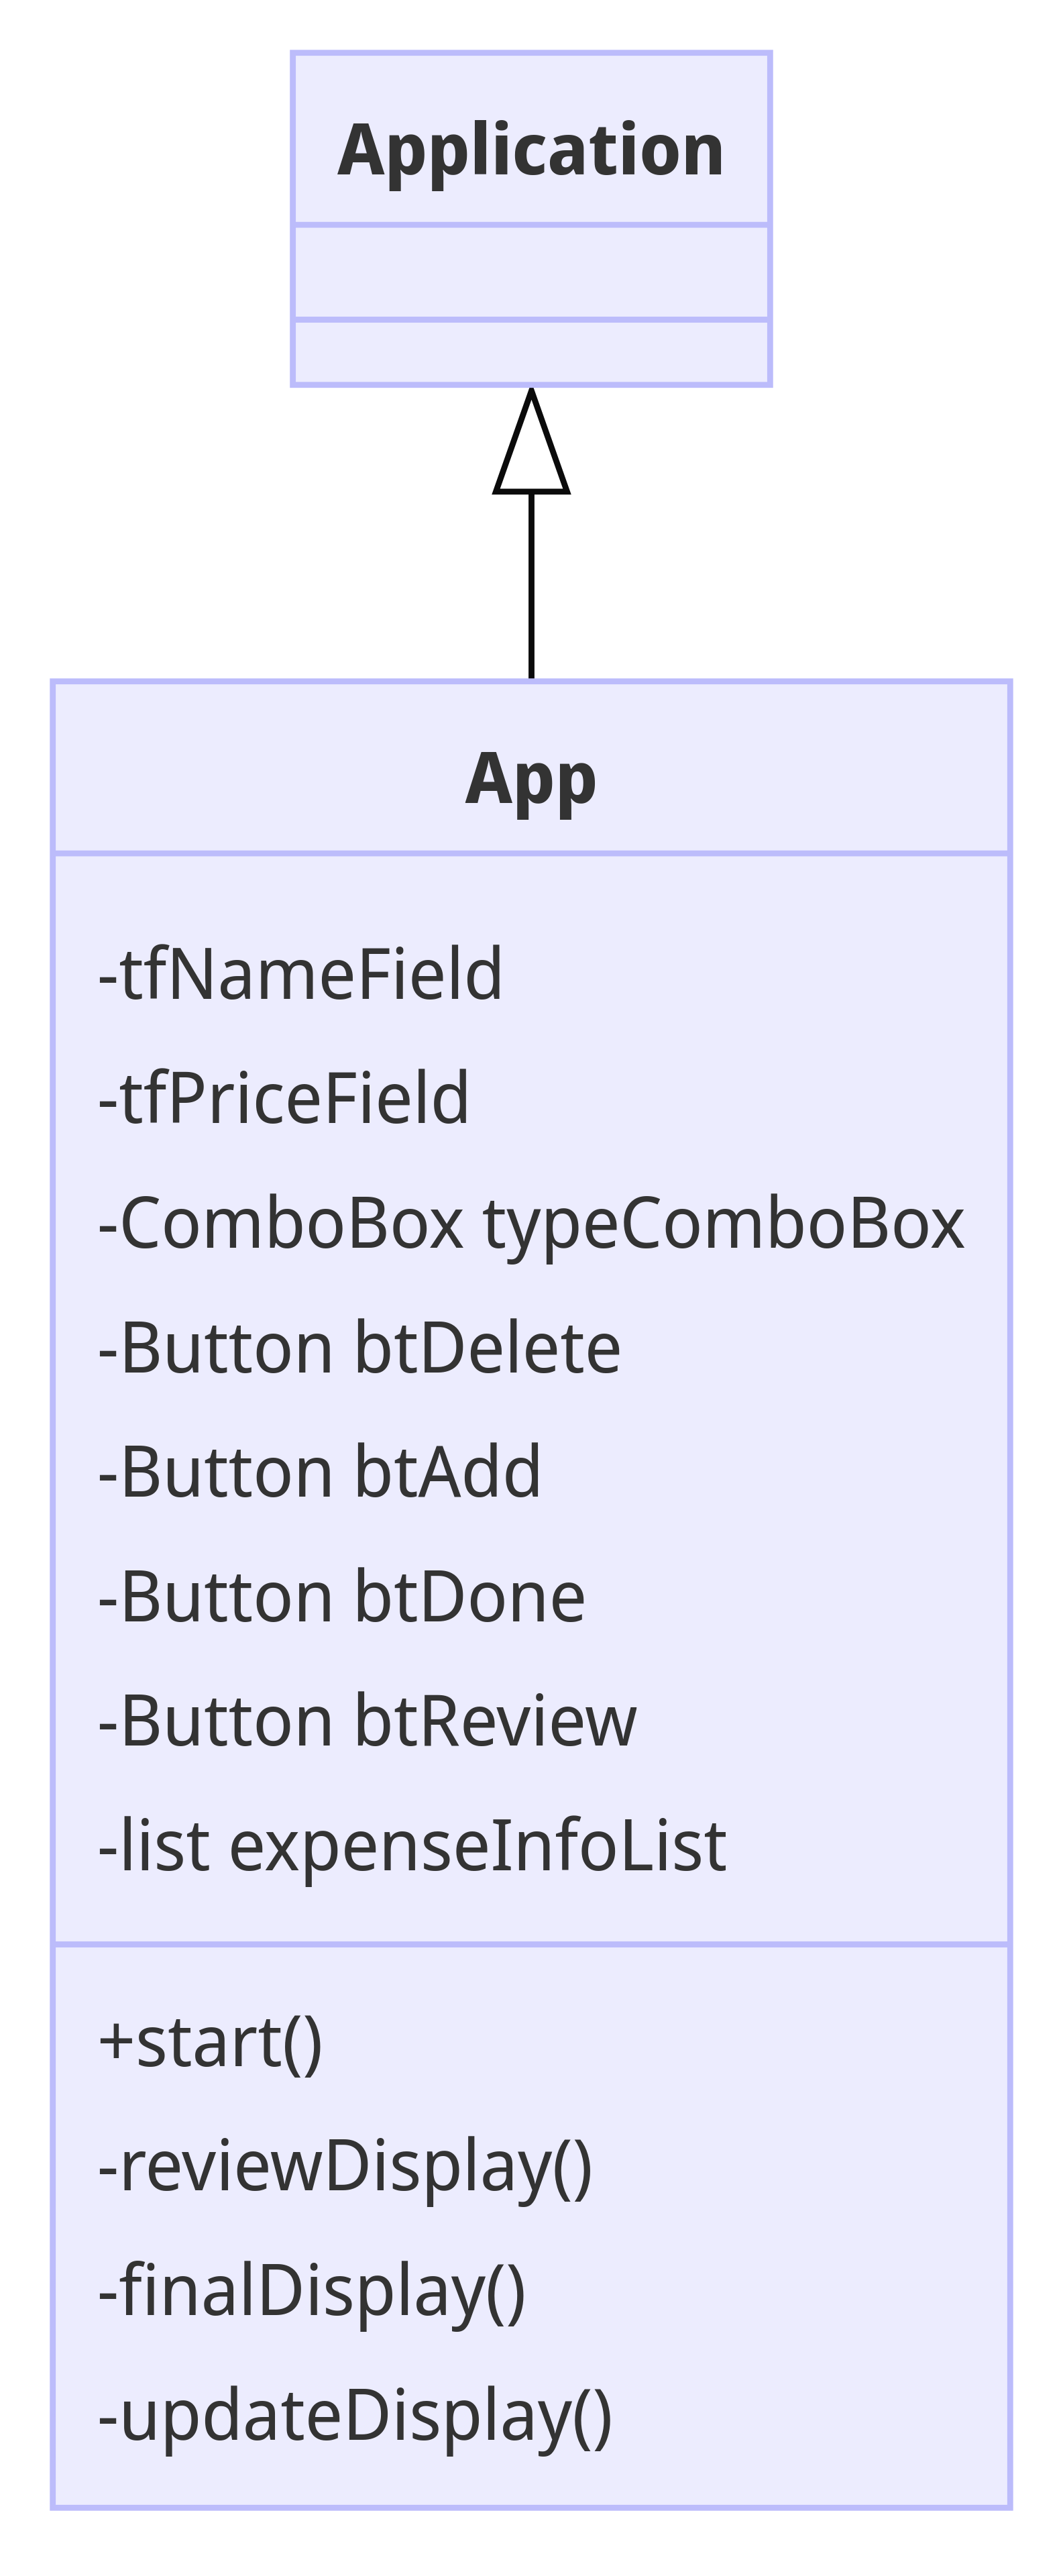 Application
App
-tfNameField
-tfPriceField
-ComboBox typeComboBox
-Button btDelete
-Button btAdd
-Button btDone
-Button btReview
-list expenseInfoList
+start()
-reviewDisplay()
-finalDisplay()
-updateDisplay()